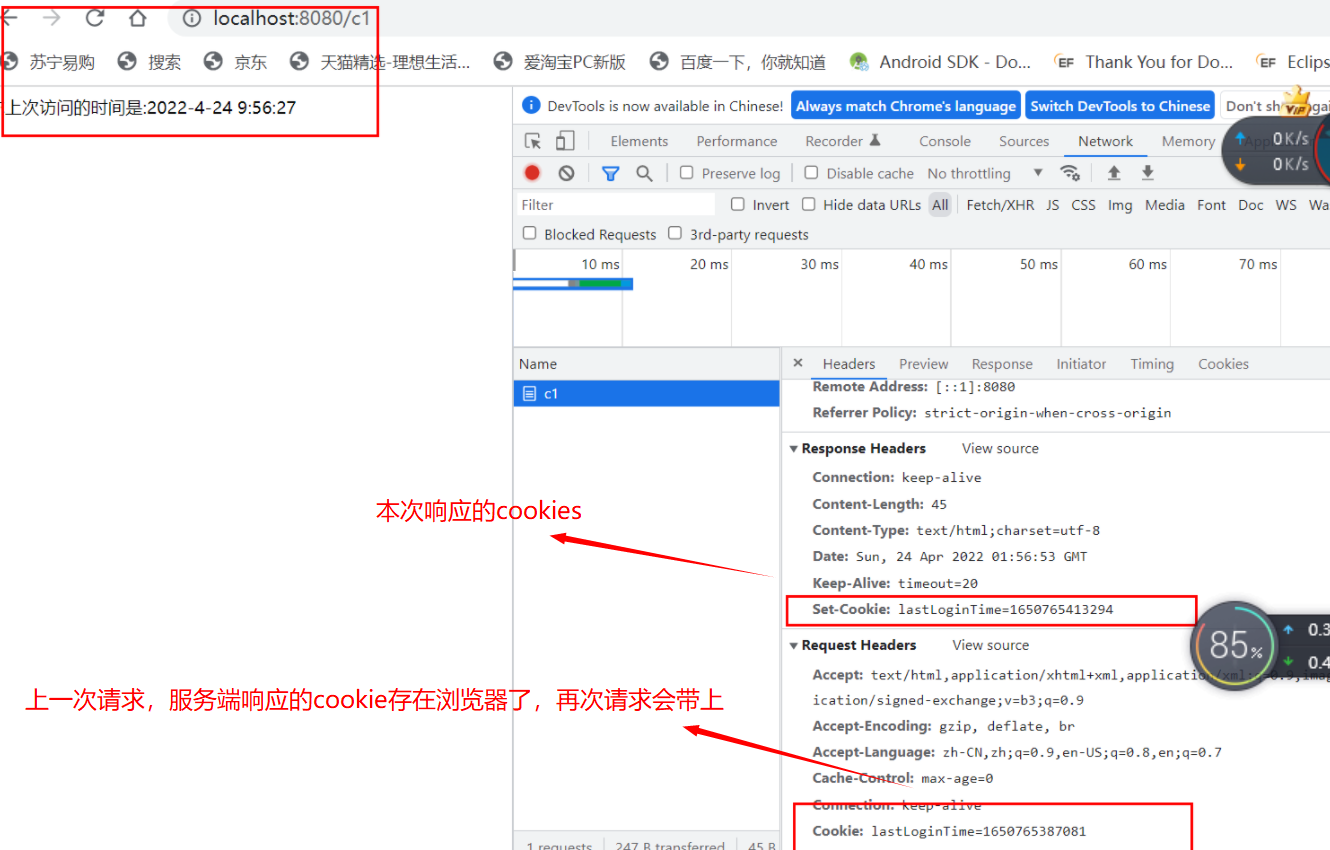 localhost:8080/c1
苏宁易购 搜索 京东 天猫精选-理想生活... 爱淘宝PC新版 百度一下，你就知道 Android SDK - Do... EF Thank You for Do... EF Eclips
上次访问的时间是:2022-4-24 9:56:27
DevTools is now available in Chinese! Always match Chrome's language Switch DevTools to Chinese Don't sh
VIP
Elements Performance Recorder Console Sources Network Memory
0K/s
0K/s
Preserve log Disable cache No throttling
Filter Invert Hide data URLs All Fetch/XHR JS CSS Img Media Font Doc WS Wa
Blocked Requests 3rd-party requests
10 ms 20 ms 30 ms 40 ms 50 ms 60 ms 70 ms
Name
c1
× Headers Preview Response Initiator Timing Cookies
Remote Address: [::1]:8080
Referrer Policy: strict-origin-when-cross-origin
Response Headers View source
Connection: keep-alive
Content-Length: 45
Content-Type: text/html;charset=utf-8
Date: Sun, 24 Apr 2022 01:56:53 GMT
Keep-Alive: timeout=20
Set-Cookie: lastLoginTime=1650765413294
本次响应的cookies
Request Headers View source
85%
0.3
0.4
Accept: text/html,application/xhtml+xml,application/xml;
ication/signed-exchange;v=b3;q=0.9
上一次请求，服务端响应的cookie存在浏览器了，再次请求会带上
Accept-Encoding: gzip, deflate, br
Accept-Language: zh-CN,zh;q=0.9,en-US;q=0.8,en;q=0.7
Cache-Control: max-age=0
Connection: keep-alive
Cookie: lastLoginTime=1650765387081
1 requests 247 B transferred 45 B